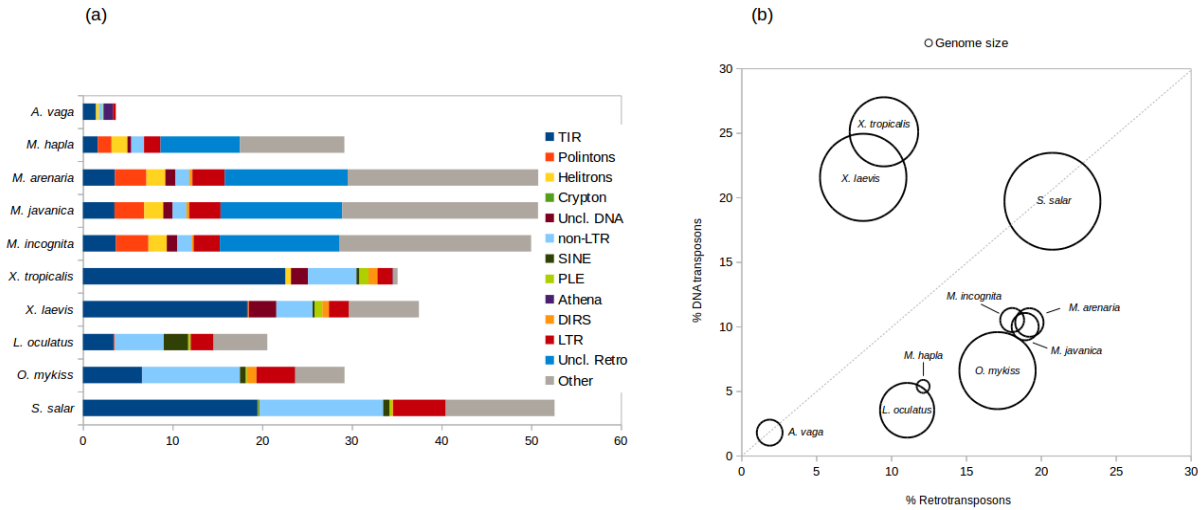 (a)
A. vaga
M. hapla
M. arenaria
M. javanica
M. incognita
X. tropicalis
X. laevis
L. oculatus
O. mykiss
S. salar
0 10 20 30 40 50 60
TIR
Polintons
Helitrons
Crypton
Uncl. DNA
non-LTR
SINE
PLE
Athena
DIRS
LTR
Uncl. Retro
Other
(b)
Genome size
% DNA transposons
30
25
20
15
10
5
0
X. tropicalis
X. laevis
S. salar
M. incognita
M. arenaria
M. javanica
M. hapla
O. mykiss
L. oculatus
A. vaga
0 5 10 15 20 25 30
% Retrotransposons